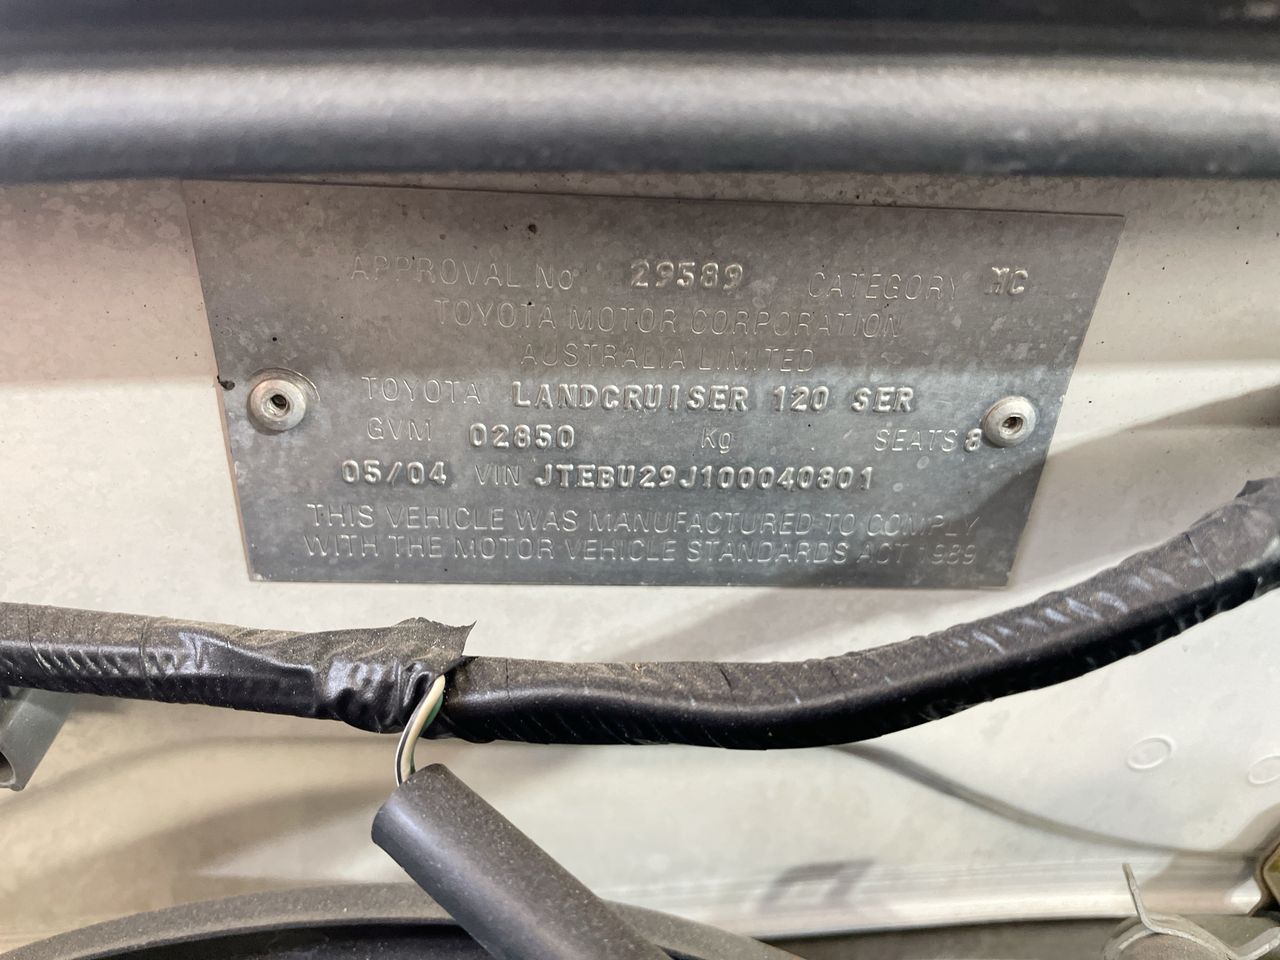 APPROVAL No 29589 CATEGORY MC
TOYOTA MOTOR CORPORATION
AUSTRALIA LIMITED
TOYOTA LANDCRUISER 120 SER
GVM 02850 Kg SEATS 8
05/04 VIN JTEBU29J100040801
THIS VEHICLE WAS MANUFACTURED TO COMPLY
WITH THE MOTOR VEHICLE STANDARDS ACT 1989